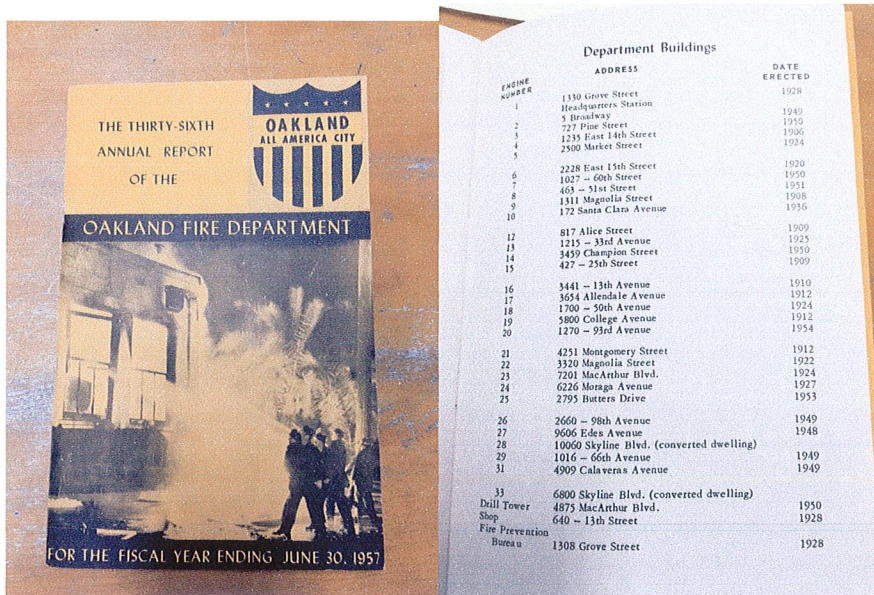 THE THIRTY-SIXTH
ANNUAL REPORT
OF THE
OAKLAND
ALL AMERICA CITY
OAKLAND FIRE DEPARTMENT
FOR THE FISCAL YEAR ENDING JUNE 30, 1957
Department Buildings
ENGINE NUMBER ADDRESS DATE ERECTED
1 1330 Grove Street 1928
Headquarters Station
2 5 Broadway 1949
3 727 Pine Street 1950
4 1235 East 14th Street 1906
5 2500 Market Street 1924
6 2228 East 15th Street 1920
7 1027 -- 60th Street 1950
8 463 -- 51st Street 1951
9 1311 Magnolia Street 1908
10 172 Santa Clara Avenue 1936
12 817 Alice Street 1909
13 1215 -- 33rd Avenue 1925
14 3459 Champion Street 1950
15 427 -- 25th Street 1909
16 3441 -- 13th Avenue 1910
17 3654 Allendale Avenue 1912
18 1700 -- 50th Avenue 1924
19 5800 College Avenue 1912
20 1270 -- 93rd Avenue 1954
21 4251 Montgomery Street 1912
22 3320 Magnolia Street 1922
23 7201 MacArthur Blvd. 1924
24 6226 Moraga Avenue 1927
25 2795 Butters Drive 1953
26 2660 -- 98th Avenue 1949
27 9606 Edes Avenue 1948
28 10060 Skyline Blvd. (converted dwelling)
29 1016 -- 66th Avenue 1949
31 4909 Calaveras Avenue 1949
33 6800 Skyline Blvd. (converted dwelling)
Drill Tower 4875 MacArthur Blvd. 1950
Shop 640 -- 13th Street 1928
Fire Prevention
Bureau 1308 Grove Street 1928